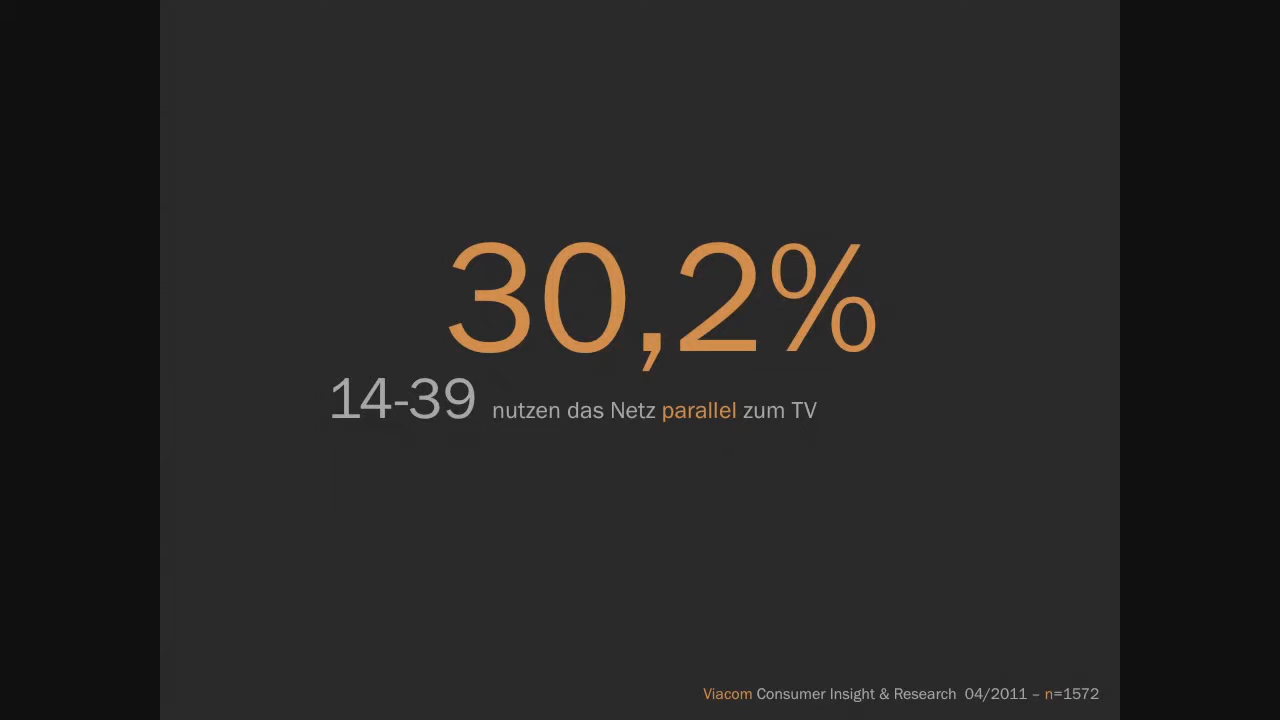 30,2%
14-39 nutzen das Netz parallel zum TV
Viacom Consumer Insight & Research 04/2011 – n=1572